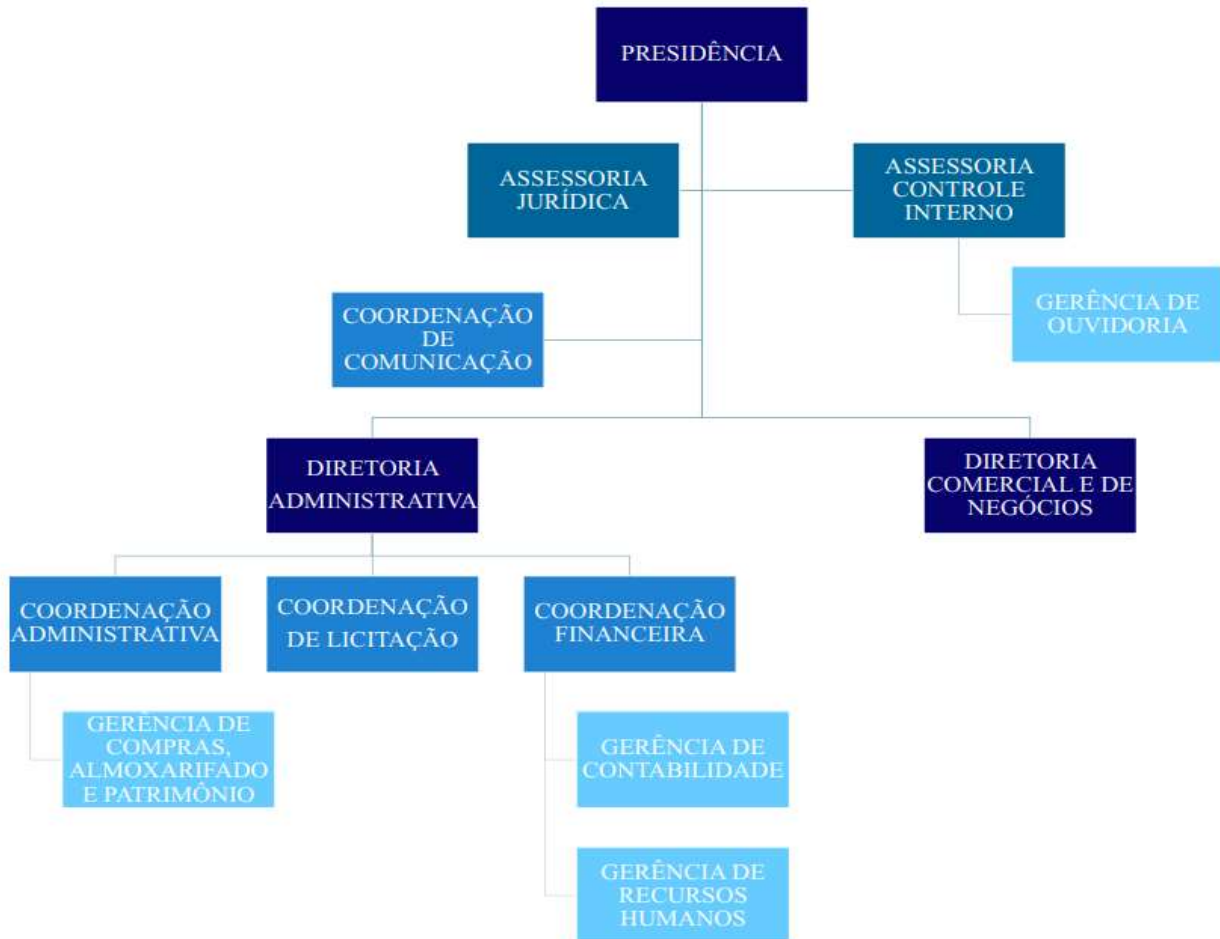 PRESIDÊNCIA
ASSESSORIA
JURÍDICA
ASSESSORIA
CONTROLE
INTERNO
GERÊNCIA DE
OUVIDORIA
COORDENAÇÃO
DE
COMUNICAÇÃO
DIRETORIA
ADMINISTRATIVA
DIRETORIA
COMERCIAL E DE
NEGÓCIOS
COORDENAÇÃO
ADMINISTRATIVA
COORDENAÇÃO
DE LICITAÇÃO
COORDENAÇÃO
FINANCEIRA
GERÊNCIA DE
COMPRAS,
ALMOXARIFADO
E PATRIMÔNIO
GERÊNCIA DE
CONTABILIDADE
GERÊNCIA DE
RECURSOS
HUMANOS